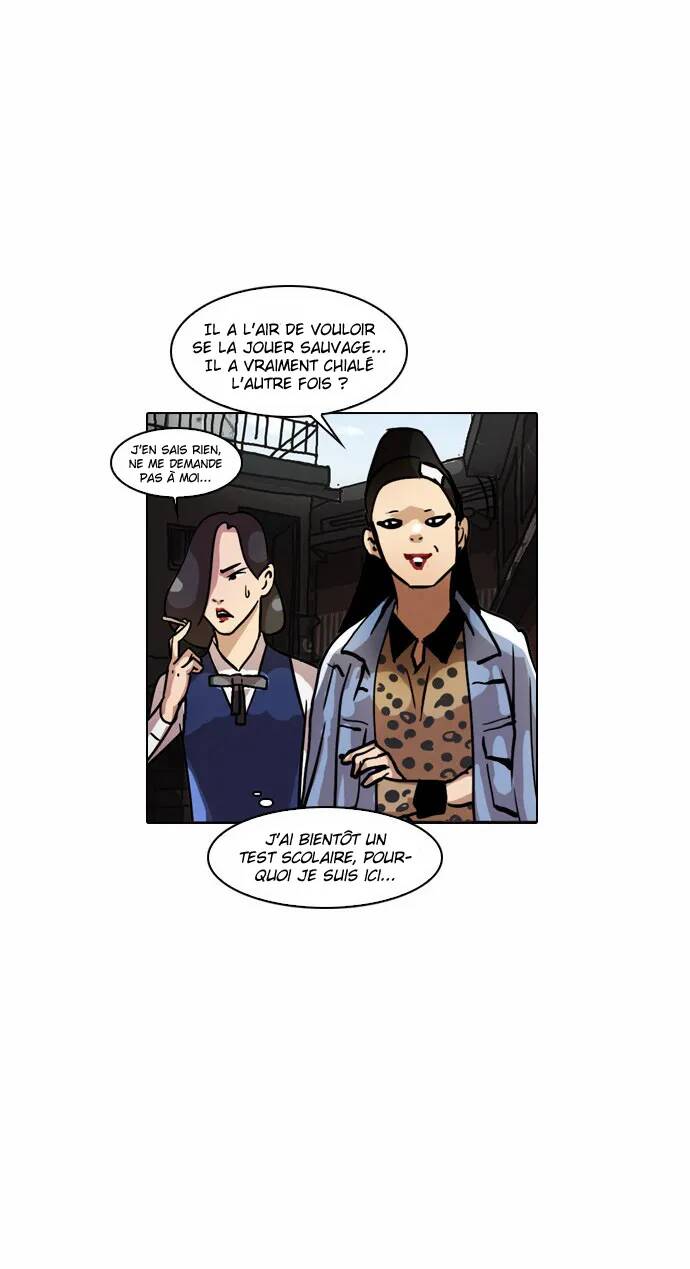 IL A L'AIR DE VOULOIR
SE LA JOUER SAUVAGE...
IL A VRAIMENT CHIALÉ
L'AUTRE FOIS ?
J'EN SAIS RIEN,
NE ME DEMANDE
PAS À MOI...
J'AI BIENTÔT UN
TEST SCOLAIRE, POUR-
QUOI JE SUIS ICI...